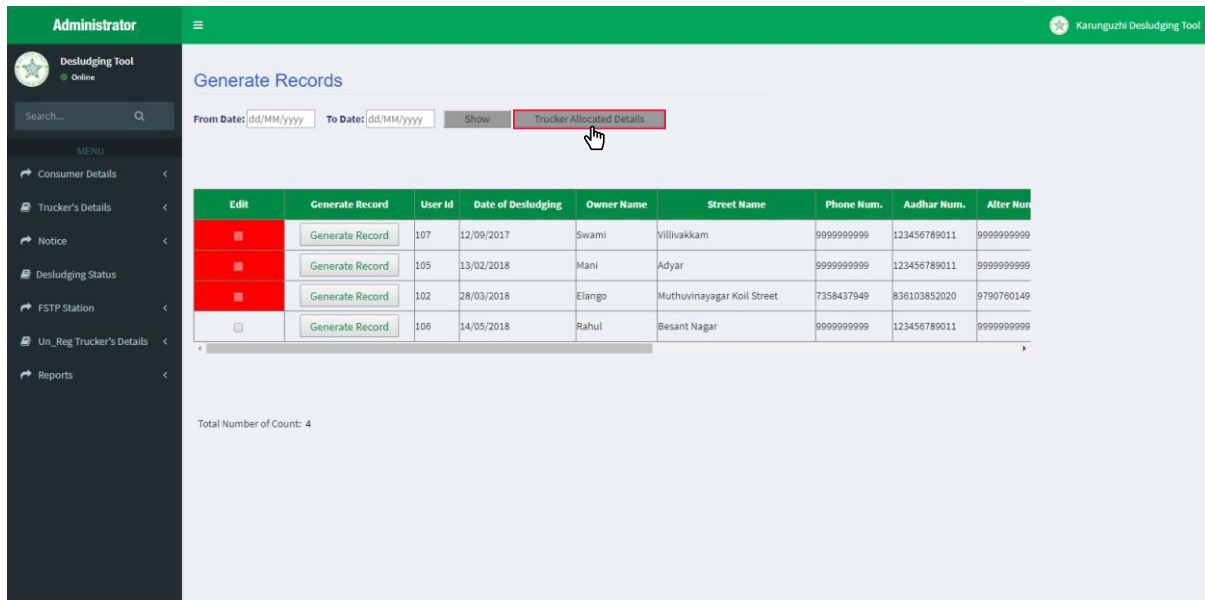 Administrator
Karunguzhi Desludging Tool
Desludging Tool
Online
Search...
MENU
Consumer Details
Trucker's Details
Notice
Desludging Status
FSTP Station
Un_Reg Trucker's Details
Reports
Generate Records
From Date: dd/MM/yyyy To Date: dd/MM/yyyy Show Trucker Allocated Details
Edit Generate Record User Id Date of Desludging Owner Name Street Name Phone Num. Aadhar Num. Alter Num
Generate Record 107 12/09/2017 Swami Villivakkam 9999999999 123456789011 9999999999
Generate Record 105 13/02/2018 Mani Adyar 9999999999 123456789011 9999999999
Generate Record 102 28/03/2018 Elango Muthuvinayagar Koil Street 7358437949 836103852020 9790760149
Generate Record 106 14/05/2018 Rahul Besant Nagar 9999999999 123456789011 9999999999
Total Number of Count: 4